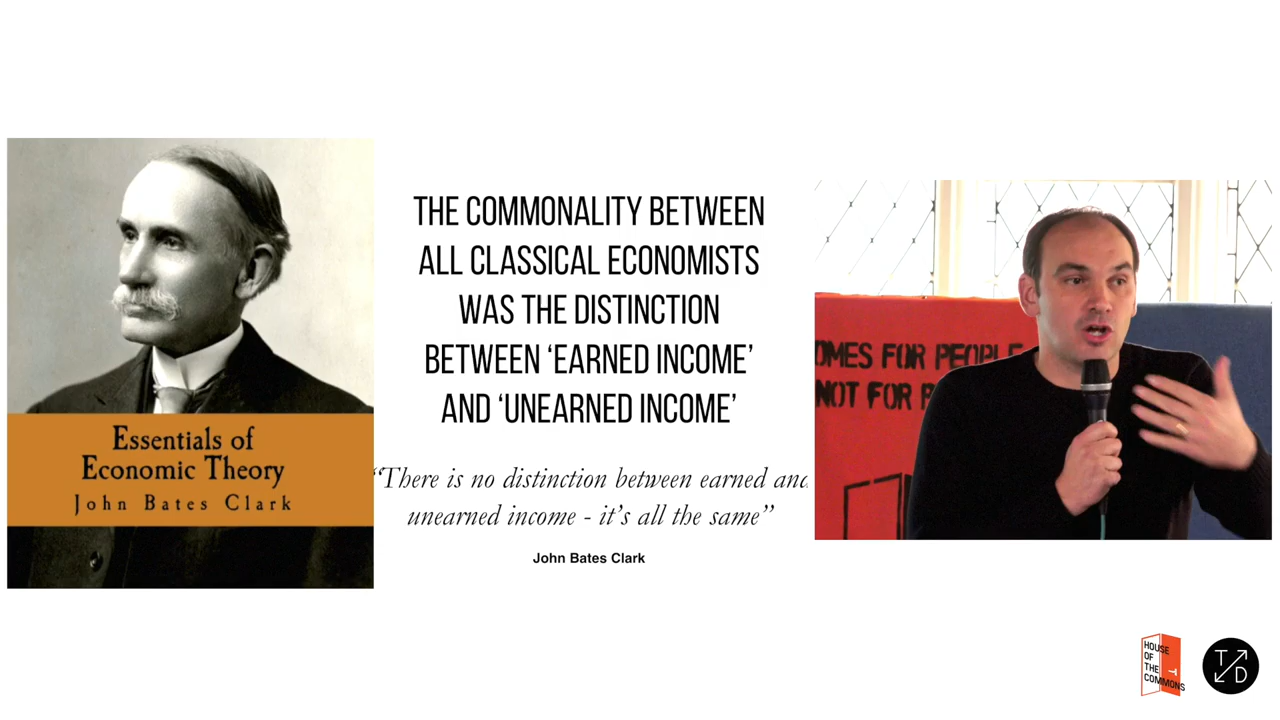 Essentials of
Economic Theory
John Bates Clark
THE COMMONALITY BETWEEN
ALL CLASSICAL ECONOMISTS
WAS THE DISTINCTION
BETWEEN ‘EARNED INCOME’
AND ‘UNEARNED INCOME’
“There is no distinction between earned and
unearned income - it’s all the same”
John Bates Clark
OMES FOR PEOPLE
NOT FOR P
HOUSE
OF
THE
COMMONS
T
D